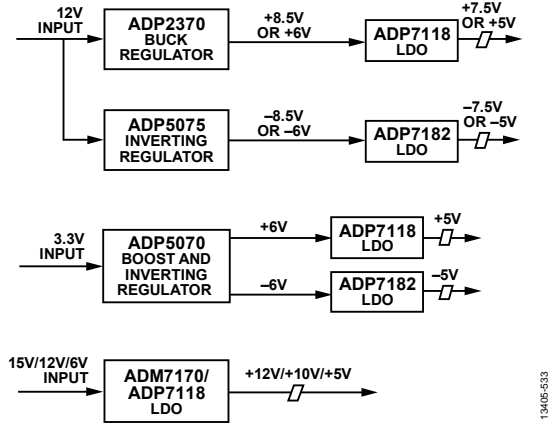 12V
INPUT
ADP2370
BUCK
REGULATOR
+8.5V
OR +6V
ADP7118
LDO
+7.5V
OR +5V
ADP5075
INVERTING
REGULATOR
–8.5V
OR –6V
ADP7182
LDO
–7.5V
OR –5V
3.3V
INPUT
ADP5070
BOOST AND
INVERTING
REGULATOR
+6V
ADP7118
LDO
+5V
–6V
ADP7182
LDO
–5V
15V/12V/6V
INPUT
ADM7170/
ADP7118
LDO
+12V/+10V/+5V
13405-533